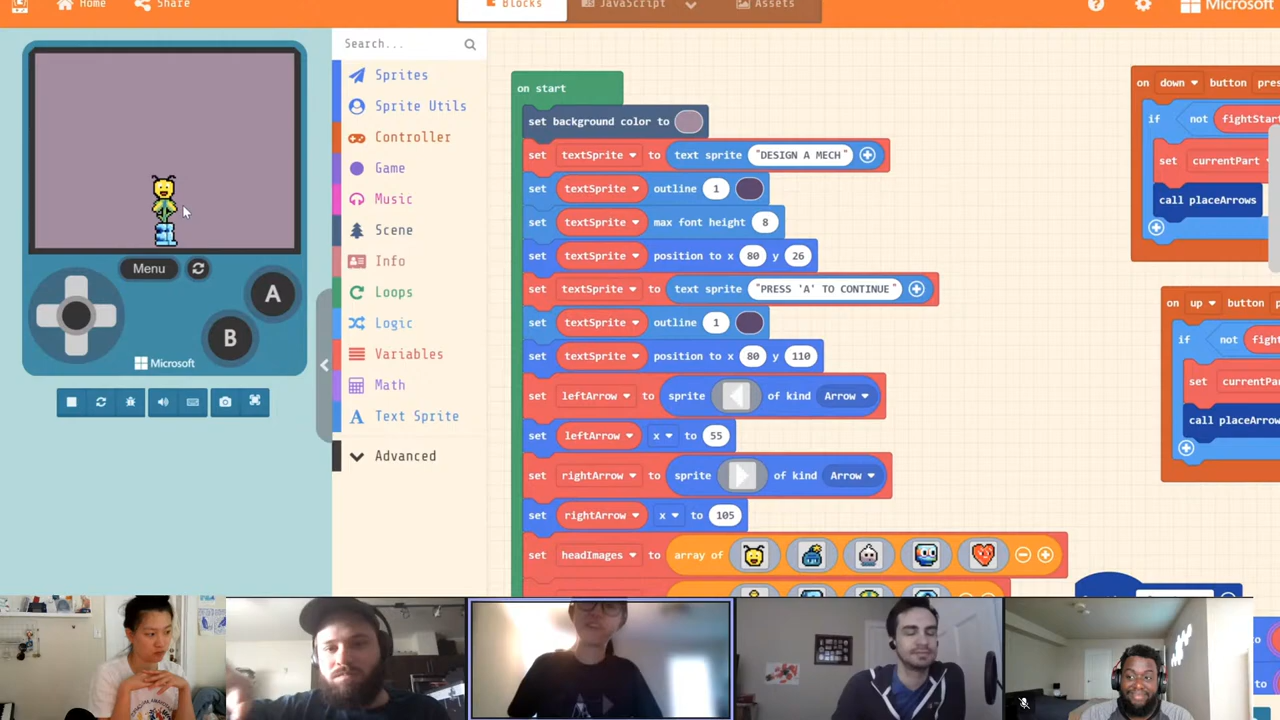 Home
Share
Blocks
JavaScript
Assets
Microsoft
Menu
A
B
Microsoft
Search...
Sprites
Sprite Utils
Controller
Game
Music
Scene
Info
Loops
Logic
Variables
Math
Text Sprite
Advanced
on start
set background color to
set textSprite to text sprite "DESIGN A MECH"
set textSprite outline 1
set textSprite max font height 8
set textSprite position to x 80 y 26
set textSprite to text sprite "PRESS 'A' TO CONTINUE"
set textSprite outline 1
set textSprite position to x 80 y 110
set leftArrow to sprite of kind Arrow
set leftArrow x to 55
set rightArrow to sprite of kind Arrow
set rightArrow x to 105
set headImages to array of
on down button pres
if not fightStar
set currentPart
call placeArrows
on up button p
if not fight
set currentPa
call placeArrow